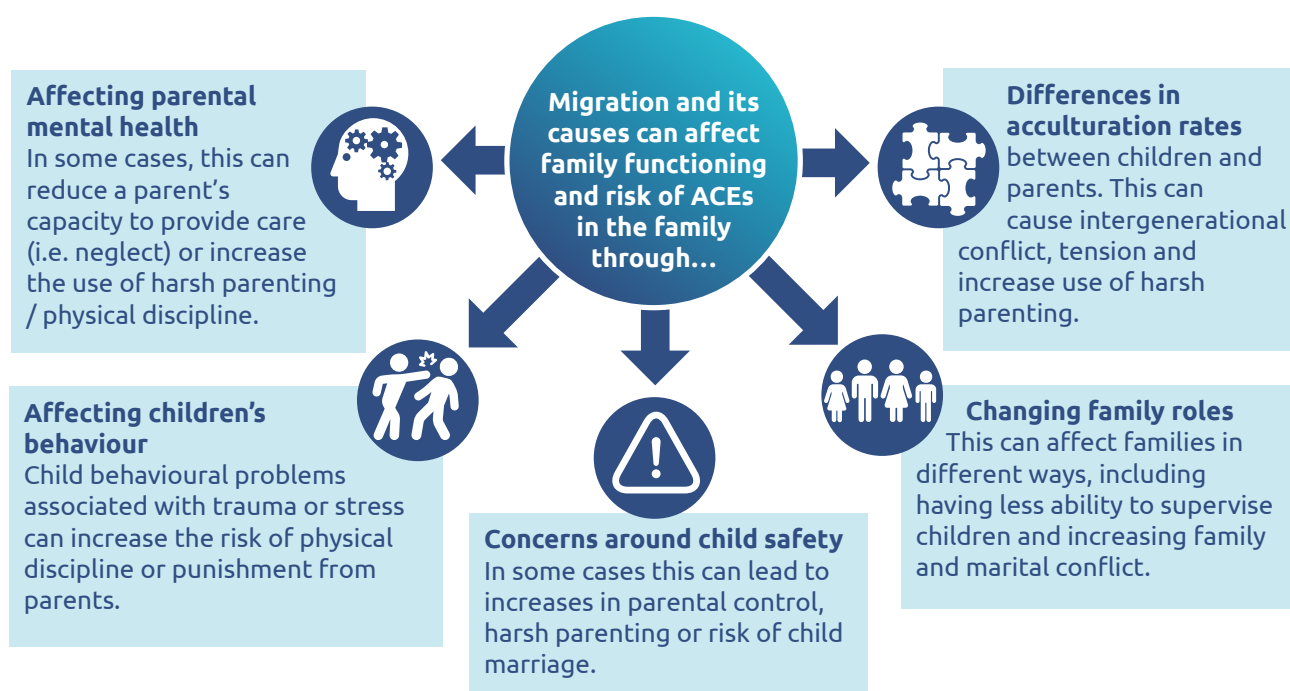 Migration and its
causes can affect
family functioning
and risk of ACEs
in the family
through…
Affecting parental
mental health
In some cases, this can
reduce a parent’s
capacity to provide care
(i.e. neglect) or increase
the use of harsh parenting
/ physical discipline.
Differences in
acculturation rates
between children and
parents. This can
cause intergenerational
conflict, tension and
increase use of harsh
parenting.
Affecting children’s
behaviour
Child behavioural problems
associated with trauma or stress
can increase the risk of physical
discipline or punishment from
parents.
Concerns around child safety
In some cases this can lead to
increases in parental control,
harsh parenting or risk of child
marriage.
Changing family roles
This can affect families in
different ways, including
having less ability to supervise
children and increasing family
and marital conflict.